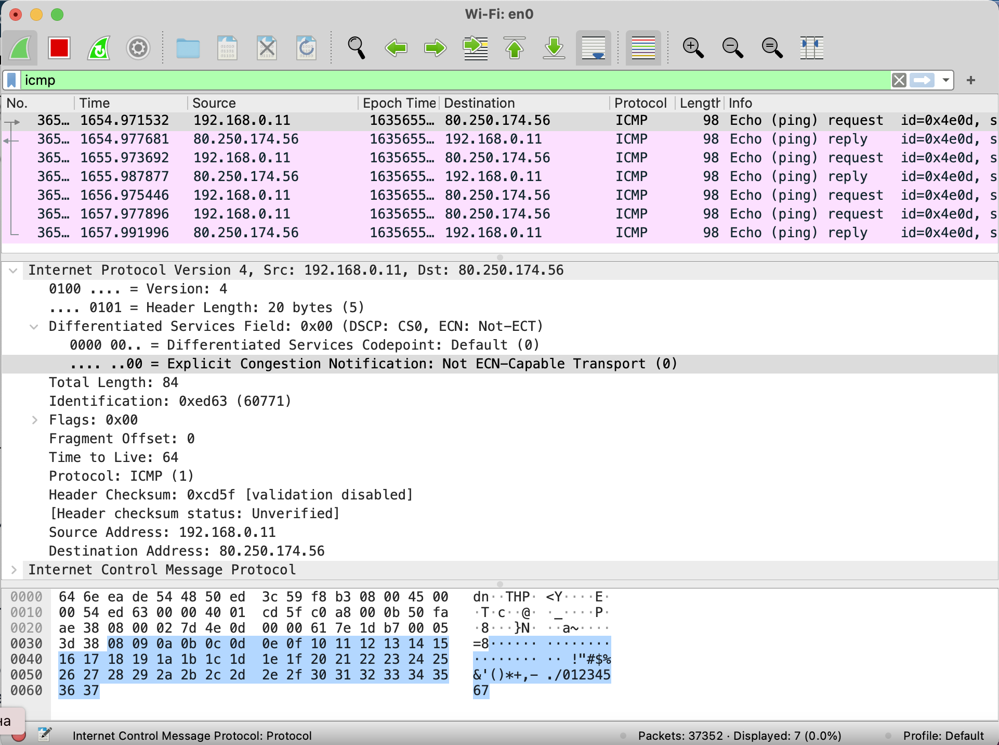 Wi-Fi: en0
icmp
No. Time Source Epoch Time Destination Protocol Length Info
365… 1654.971532 192.168.0.11 1635655… 80.250.174.56 ICMP 98 Echo (ping) request id=0x4e0d, s
365… 1654.977681 80.250.174.56 1635655… 192.168.0.11 ICMP 98 Echo (ping) reply id=0x4e0d, s
365… 1655.973692 192.168.0.11 1635655… 80.250.174.56 ICMP 98 Echo (ping) request id=0x4e0d, s
365… 1655.987877 80.250.174.56 1635655… 192.168.0.11 ICMP 98 Echo (ping) reply id=0x4e0d, s
365… 1656.975446 192.168.0.11 1635655… 80.250.174.56 ICMP 98 Echo (ping) request id=0x4e0d, s
365… 1657.977896 192.168.0.11 1635655… 80.250.174.56 ICMP 98 Echo (ping) request id=0x4e0d, s
365… 1657.991996 80.250.174.56 1635655… 192.168.0.11 ICMP 98 Echo (ping) reply id=0x4e0d, s
Internet Protocol Version 4, Src: 192.168.0.11, Dst: 80.250.174.56
0100 .... = Version: 4
.... 0101 = Header Length: 20 bytes (5)
Differentiated Services Field: 0x00 (DSCP: CS0, ECN: Not-ECT)
0000 00.. = Differentiated Services Codepoint: Default (0)
.... ..00 = Explicit Congestion Notification: Not ECN-Capable Transport (0)
Total Length: 84
Identification: 0xed63 (60771)
Flags: 0x00
Fragment Offset: 0
Time to Live: 64
Protocol: ICMP (1)
Header Checksum: 0xcd5f [validation disabled]
[Header checksum status: Unverified]
Source Address: 192.168.0.11
Destination Address: 80.250.174.56
Internet Control Message Protocol
0000 64 6e ea de 54 48 50 ed 3c 59 f8 b3 08 00 45 00 dn··THP· <Y····E·
0010 00 54 ed 63 00 00 40 01 cd 5f c0 a8 00 0b 50 fa ·T·c··@· ·_····P·
0020 ae 38 08 00 02 7d 4e 0d 00 00 61 7e 1d b7 00 05 ·8···}N· ··a~····
0030 3d 38 08 09 0a 0b 0c 0d 0e 0f 10 11 12 13 14 15 =8······ ········
0040 16 17 18 19 1a 1b 1c 1d 1e 1f 20 21 22 23 24 25 ········ ·· !"#$%
0050 26 27 28 29 2a 2b 2c 2d 2e 2f 30 31 32 33 34 35 &'()*+,- ./012345
0060 36 37 67
на
Internet Control Message Protocol: Protocol Packets: 37352 · Displayed: 7 (0.0%) Profile: Default